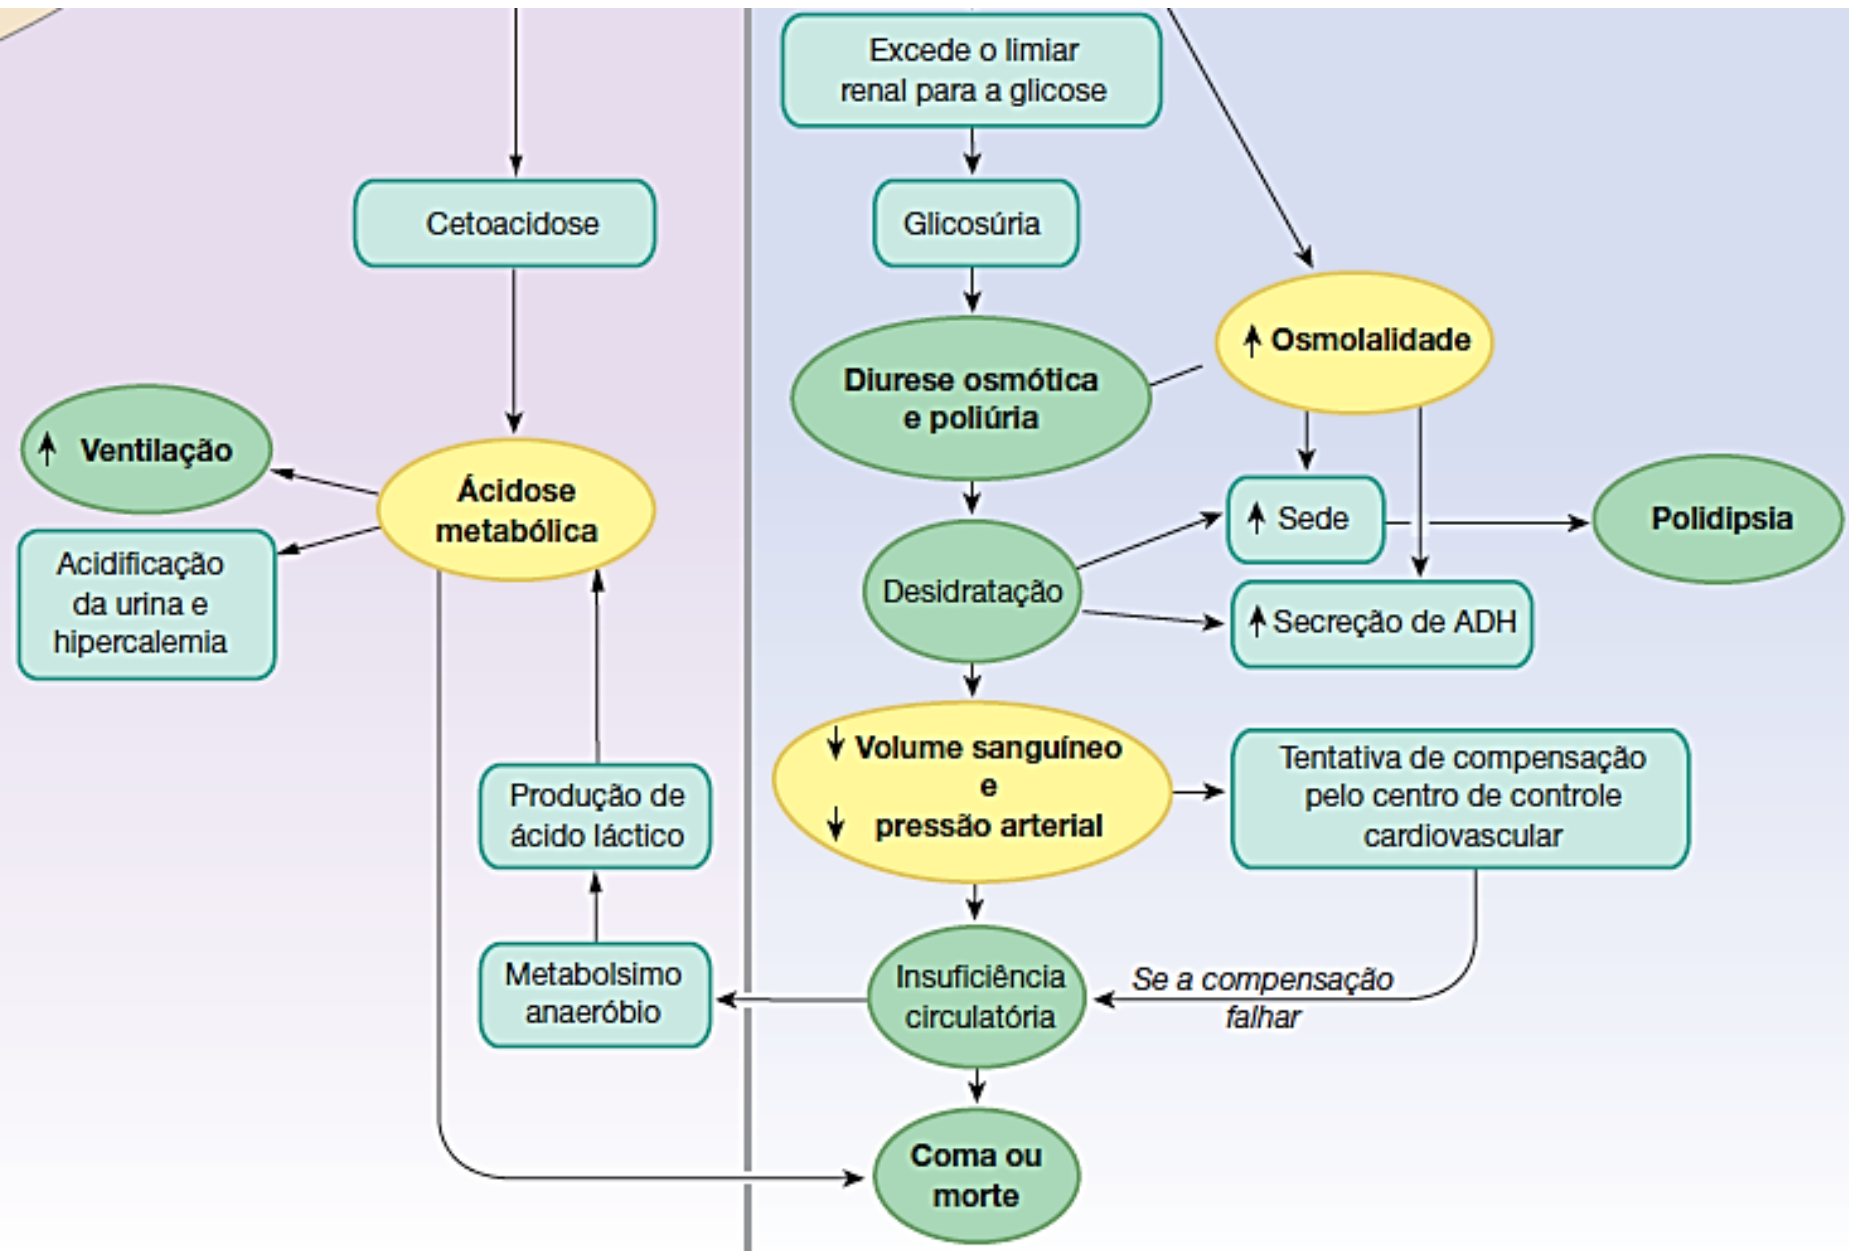 Excede o limiar
renal para a glicose
Cetoacidose
Glicosúria
Osmolalidade
Diurese osmótica
e poliúria
Ventilação
Ácidose
metabólica
Sede
Polidipsia
Acidificação
da urina e
hipercalemia
Desidratação
Secreção de ADH
Volume sanguíneo
e
pressão arterial
Tentativa de compensação
pelo centro de controle
cardiovascular
Produção de
ácido láctico
Metabolsimo
anaeróbio
Insuficiência
circulatória
Se a compensação
falhar
Coma ou
morte